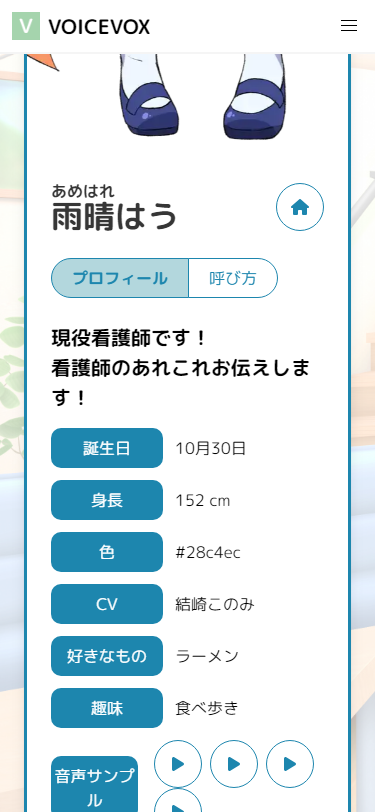 V VOICEVOX
あめはれ
雨晴はう
プロフィール 呼び方
現役看護師です！
看護師のあれこれお伝えしま
す！
誕生日 10月30日
身長 152 cm
色 #28c4ec
CV 結崎このみ
好きなもの ラーメン
趣味 食べ歩き
音声サンプ
ル